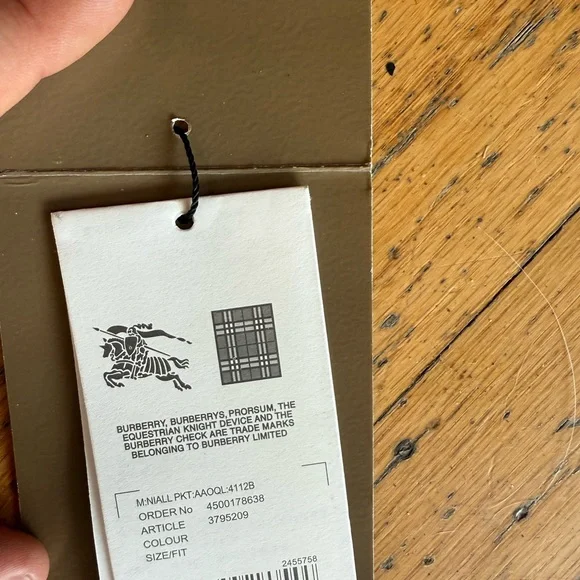 BURBERRY, BURBERRYS, PRORSUM, THE
EQUESTRIAN KNIGHT DEVICE AND THE
BURBERRY CHECK ARE TRADE MARKS
BELONGING TO BURBERRY LIMITED
M:NIALL PKT:AAOQL:4112B
ORDER No 4500178638
ARTICLE 3795209
COLOUR
SIZE/FIT
2455758